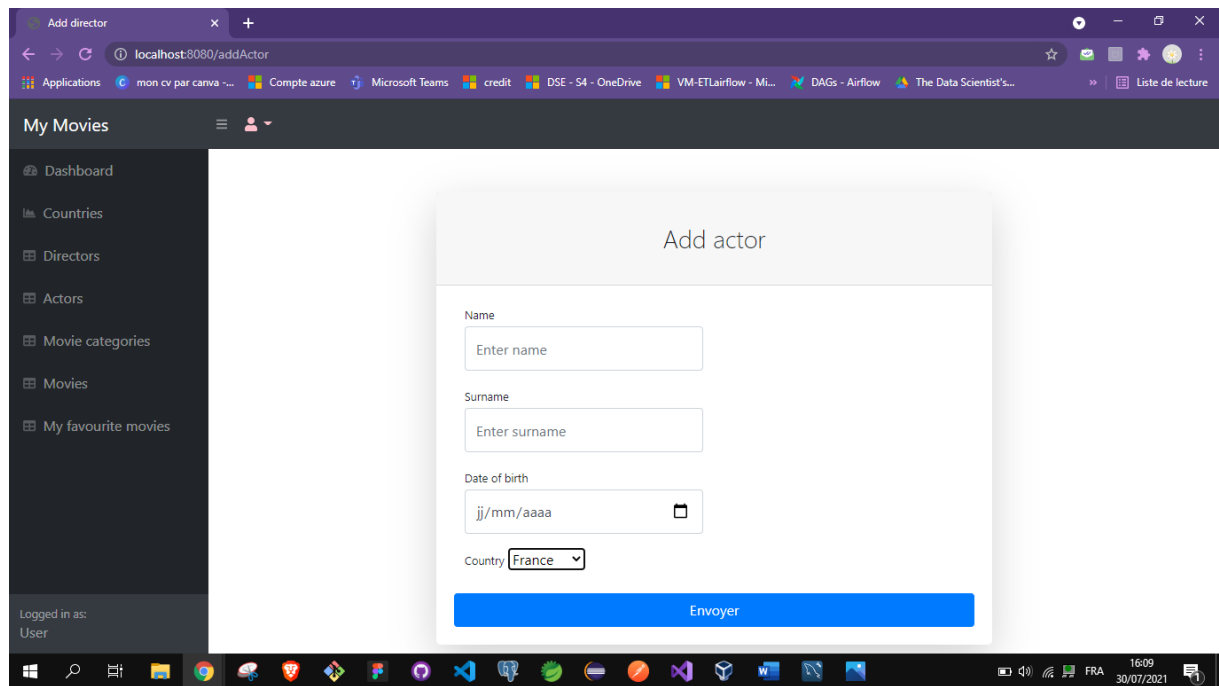 Add director
localhost:8080/addActor
Applications mon cv par canva -... Compte azure Microsoft Teams credit DSE - S4 - OneDrive VM-ETLairflow - Mi... DAGs - Airflow The Data Scientist's... » Liste de lecture
My Movies
Dashboard
Countries
Directors
Actors
Movie categories
Movies
My favourite movies
Logged in as:
User
Add actor
Name
Enter name
Surname
Enter surname
Date of birth
jj/mm/aaaa
Country France
Envoyer
FRA
16:09
30/07/2021